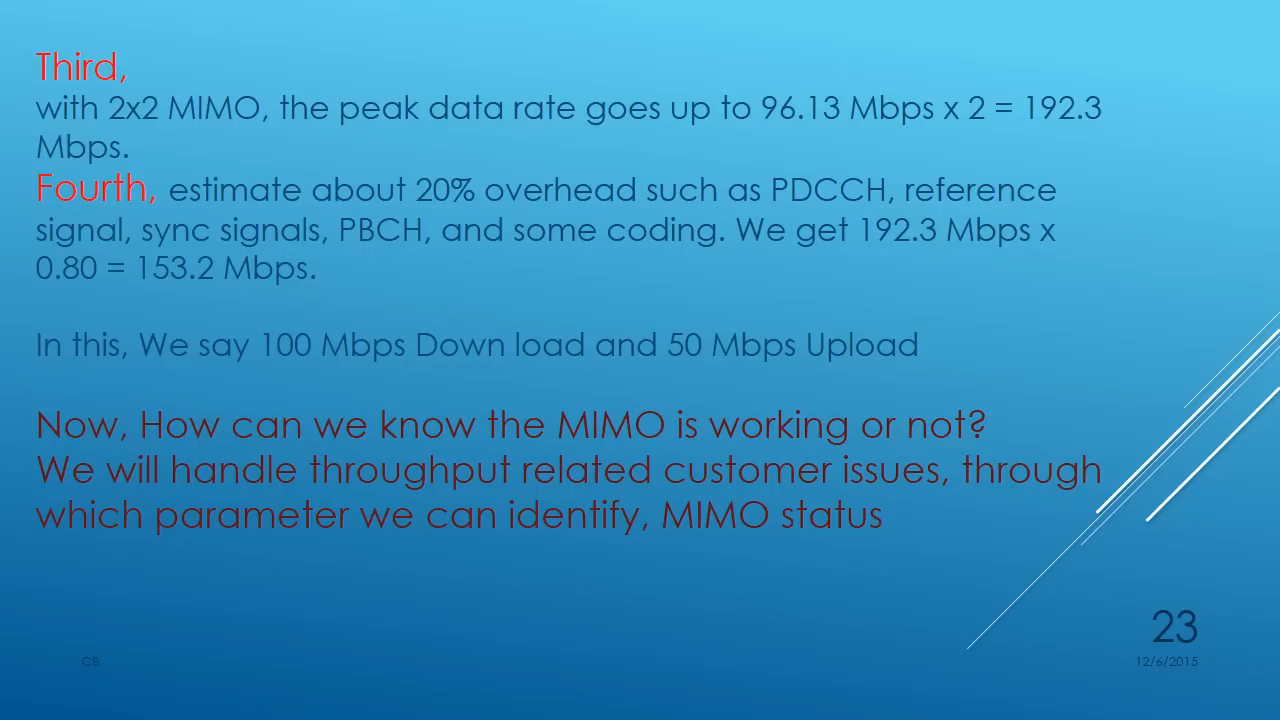 Third,
with 2x2 MIMO, the peak data rate goes up to 96.13 Mbps x 2 = 192.3
Mbps.
Fourth, estimate about 20% overhead such as PDCCH, reference
signal, sync signals, PBCH, and some coding. We get 192.3 Mbps x
0.80 = 153.2 Mbps.
In this, We say 100 Mbps Down load and 50 Mbps Upload
Now, How can we know the MIMO is working or not?
We will handle throughput related customer issues, through
which parameter we can identify, MIMO status
23
12/6/2015